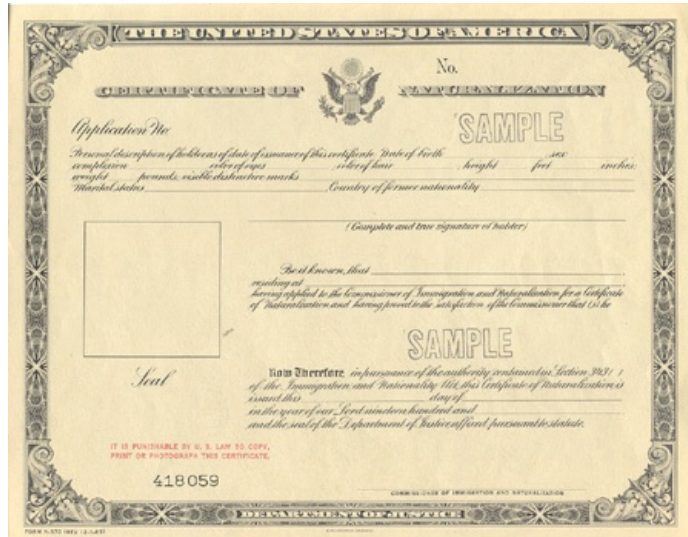 THE UNITED STATES OF AMERICA
No.
CERTIFICATE OF NATURALIZATION
Application No.
SAMPLE
Personal description of holder as of date of issuance of this certificate: Date of birth sex
complexion color of eyes color of hair height feet inches;
weight pounds; visible distinctive marks
Marital status Country of former nationality
(Complete and true signature of holder)
Be it known, that
residing at
having applied to the Commissioner of Immigration and Naturalization for a Certificate
of Naturalization and having proved to the satisfaction of the Commissioner that (s)he
SAMPLE
Now Therefore, in pursuance of the authority contained in Section 343( )
of the Immigration and Nationality Act, this Certificate of Naturalization is
issued this day of
in the year of our Lord nineteen hundred and
and the seal of the Department of Justice affixed pursuant to statute.
Seal
IT IS PUNISHABLE BY U. S. LAW TO COPY,
PRINT OR PHOTOGRAPH THIS CERTIFICATE.
418059
COMMISSIONER OF IMMIGRATION AND NATURALIZATION
DEPARTMENT OF JUSTICE
FORM N-570